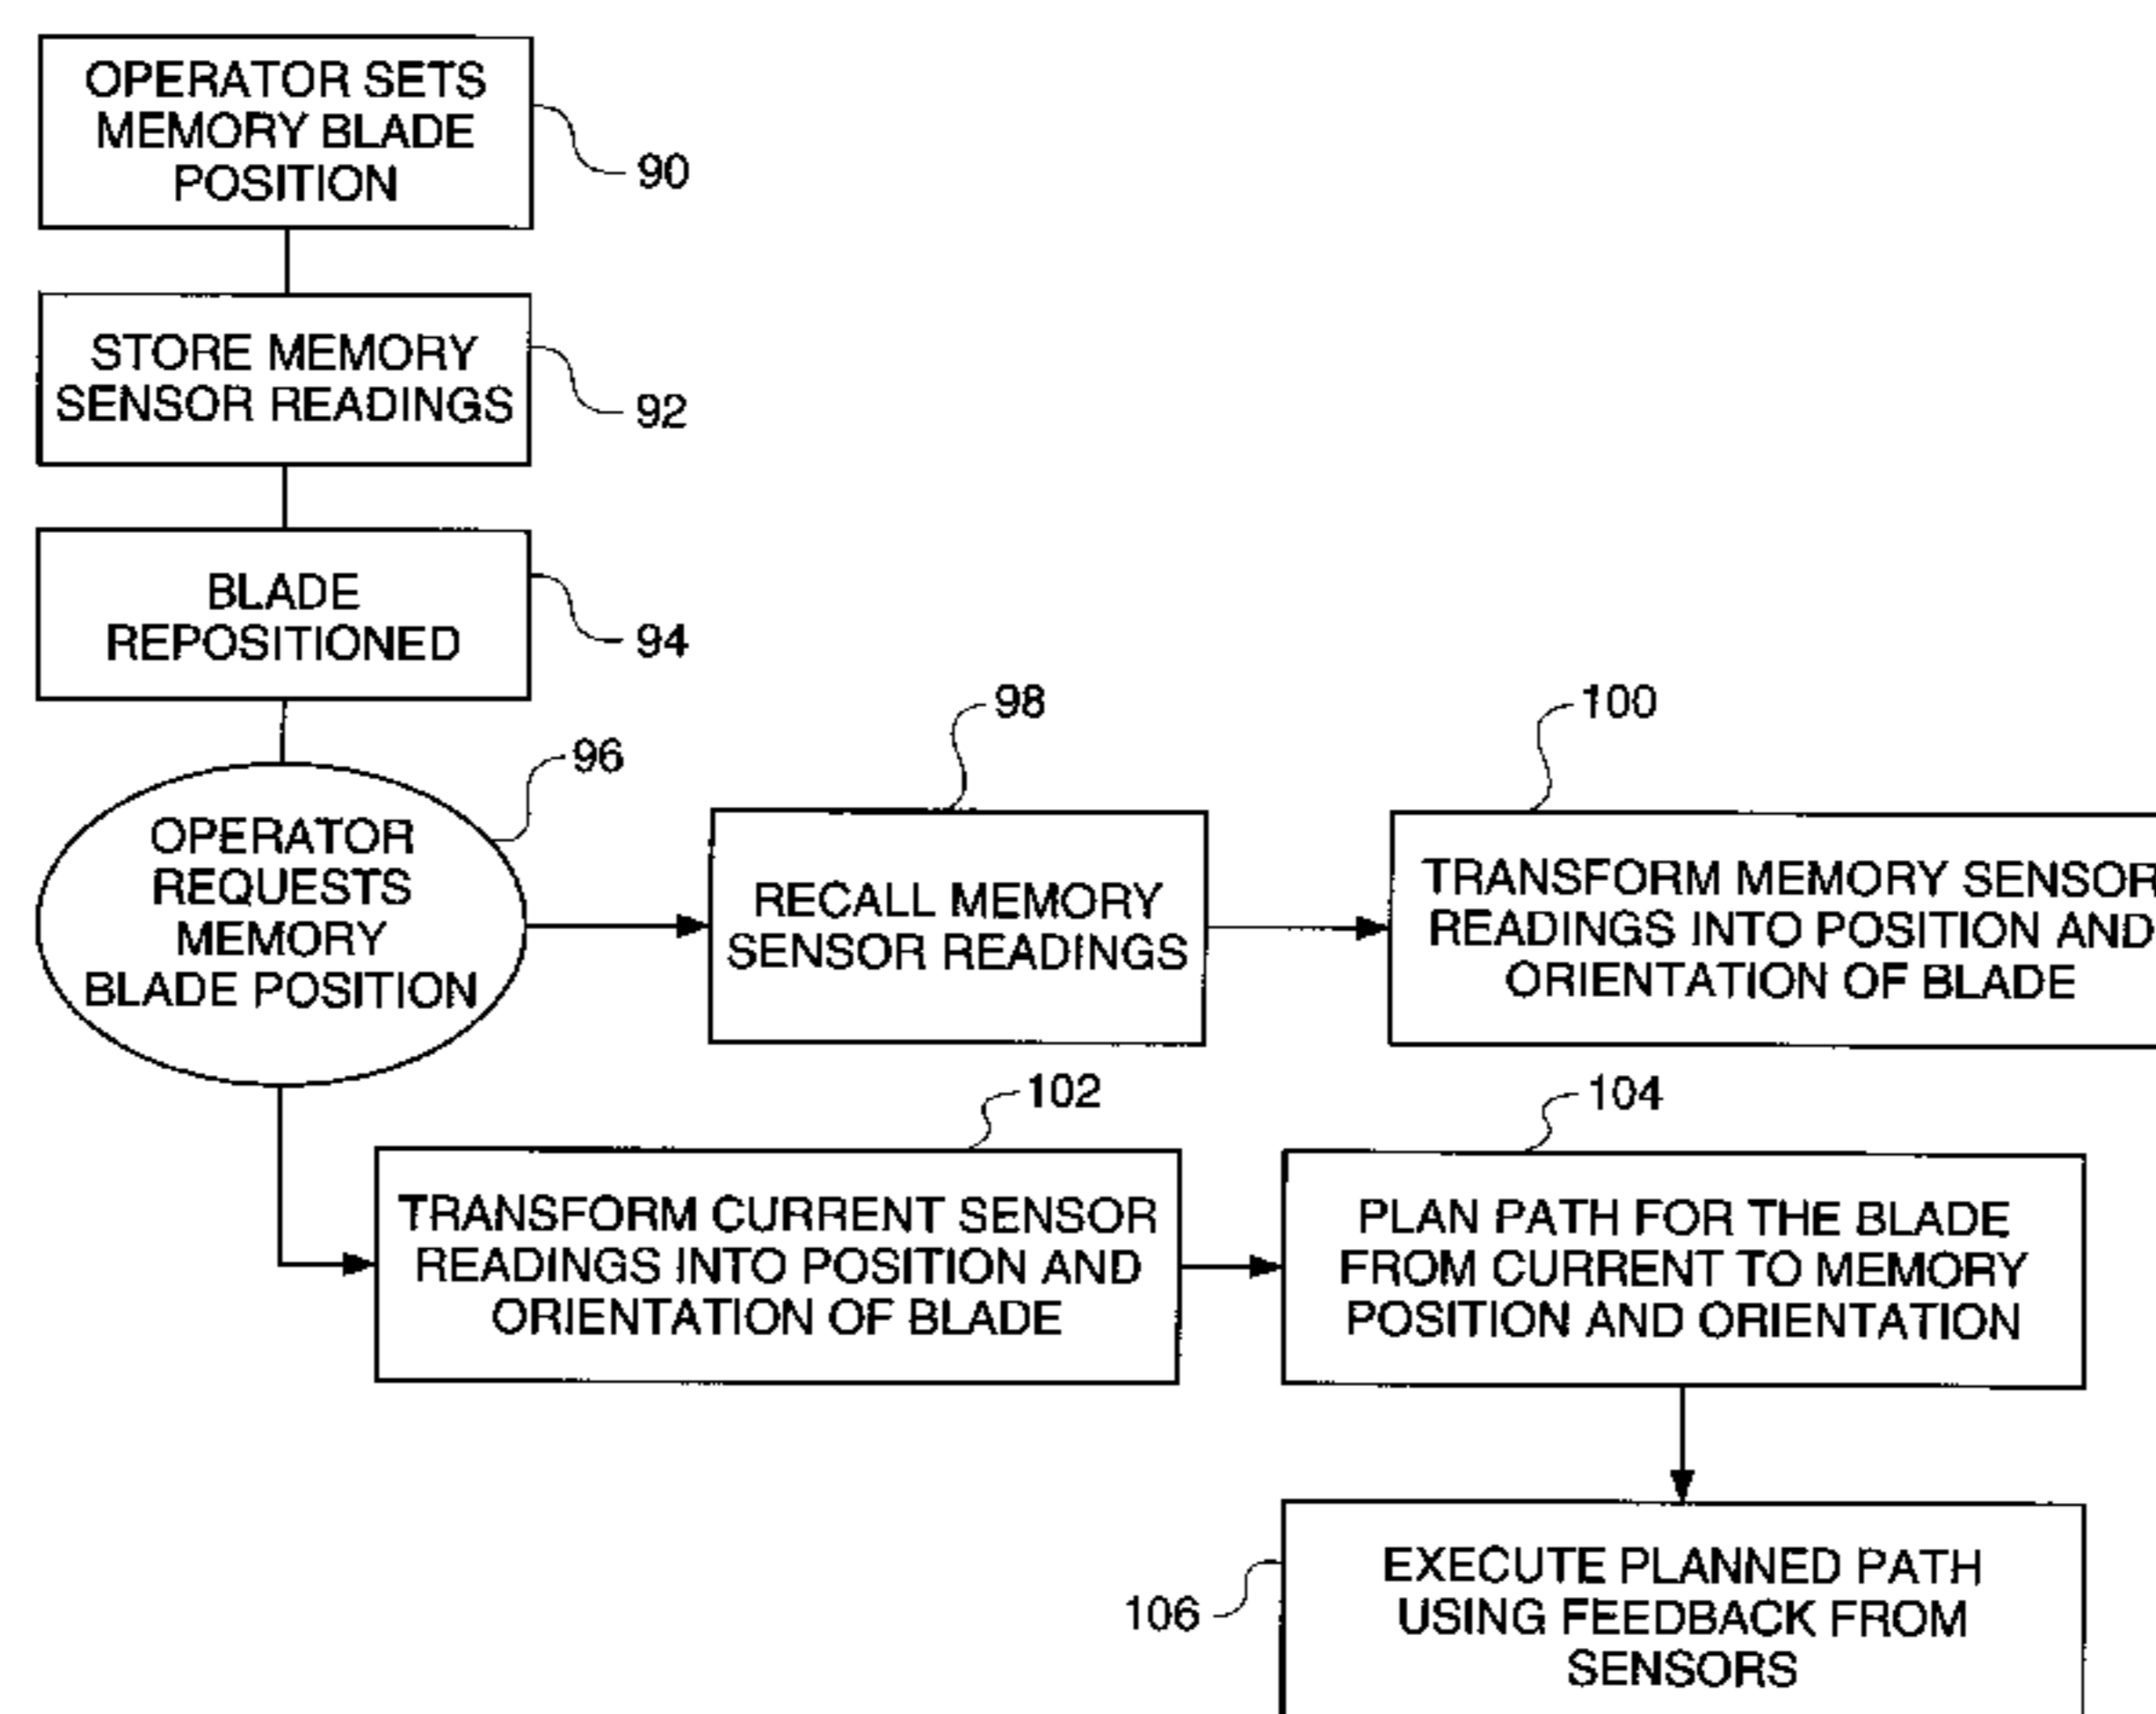 OPERATOR SETS
MEMORY BLADE
POSITION
90
STORE MEMORY
SENSOR READINGS
92
BLADE
REPOSITIONED
94
96
OPERATOR
REQUESTS
MEMORY
BLADE POSITION
98
RECALL MEMORY
SENSOR READINGS
100
TRANSFORM MEMORY SENSOR
READINGS INTO POSITION AND
ORIENTATION OF BLADE
102
TRANSFORM CURRENT SENSOR
READINGS INTO POSITION AND
ORIENTATION OF BLADE
104
PLAN PATH FOR THE BLADE
FROM CURRENT TO MEMORY
POSITION AND ORIENTATION
106
EXECUTE PLANNED PATH
USING FEEDBACK FROM
SENSORS